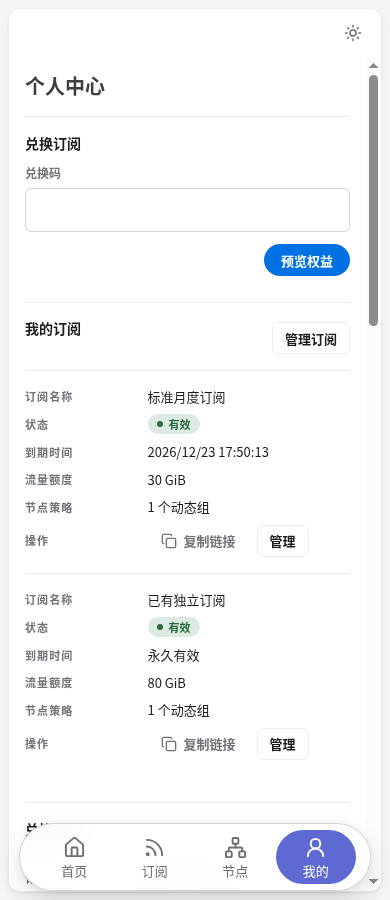 个人中心
兑换订阅
兑换码
预览权益
我的订阅
管理订阅
订阅名称 标准月度订阅
状态 有效
到期时间 2026/12/23 17:50:13
流量额度 30 GiB
节点策略 1 个动态组
操作 复制链接 管理
订阅名称 已有独立订阅
状态 有效
到期时间 永久有效
流量额度 80 GiB
节点策略 1 个动态组
操作 复制链接 管理
首页 订阅 节点 我的